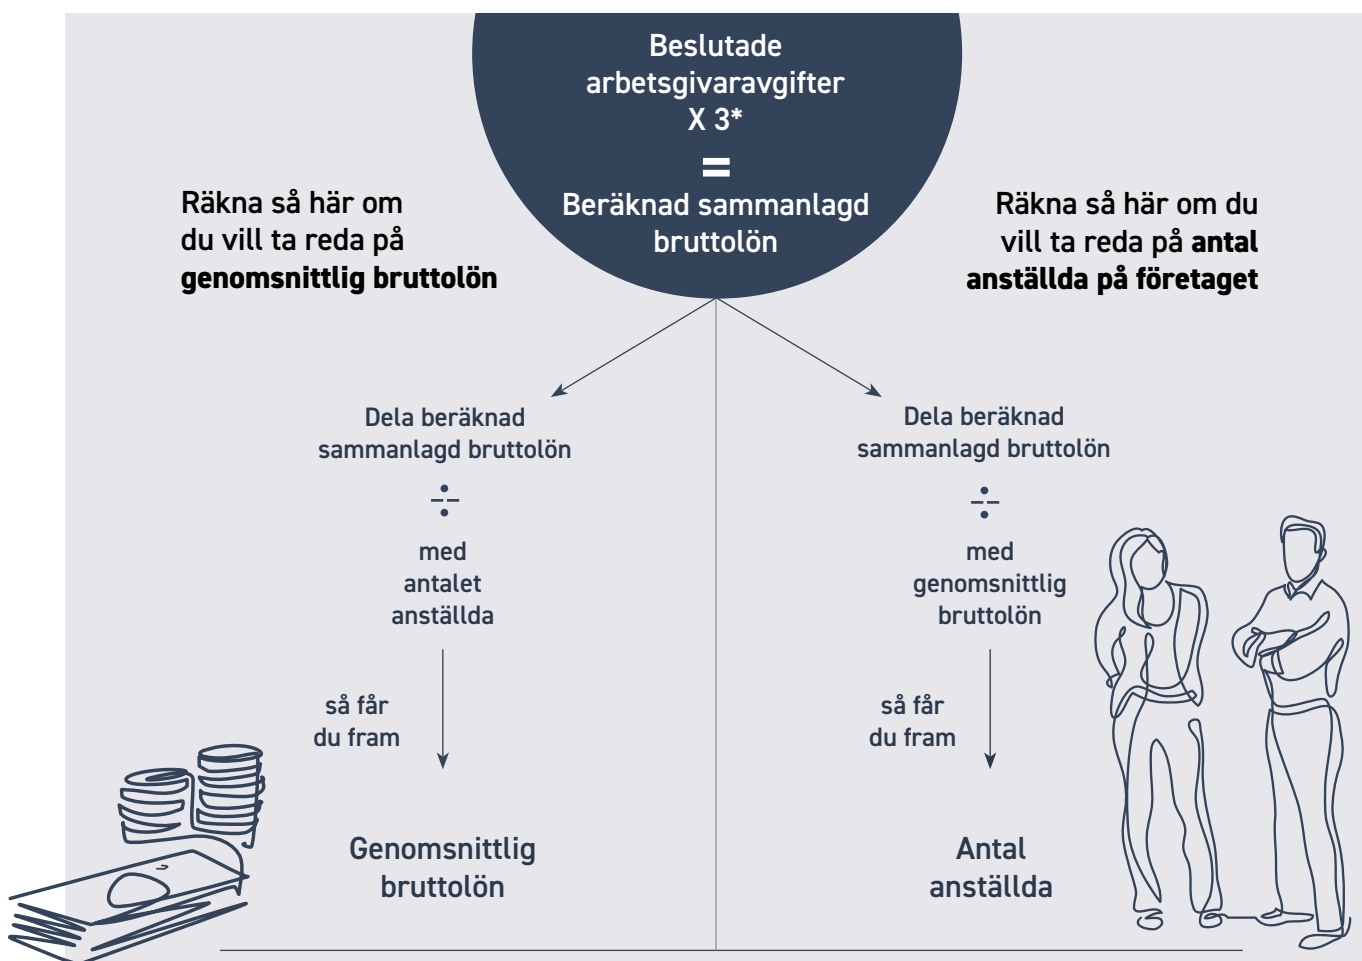 Beslutade
arbetsgivaravgifter
X 3*
=
Beräknad sammanlagd
bruttolön
Räkna så här om
du vill ta reda på
genomsnittlig bruttolön
Räkna så här om du
vill ta reda på antal
anställda på företaget
Dela beräknad
sammanlagd bruttolön
÷
med
antalet
anställda
så får
du fram
Genomsnittlig
bruttolön
Dela beräknad
sammanlagd bruttolön
÷
med
genomsnittlig
bruttolön
så får
du fram
Antal
anställda